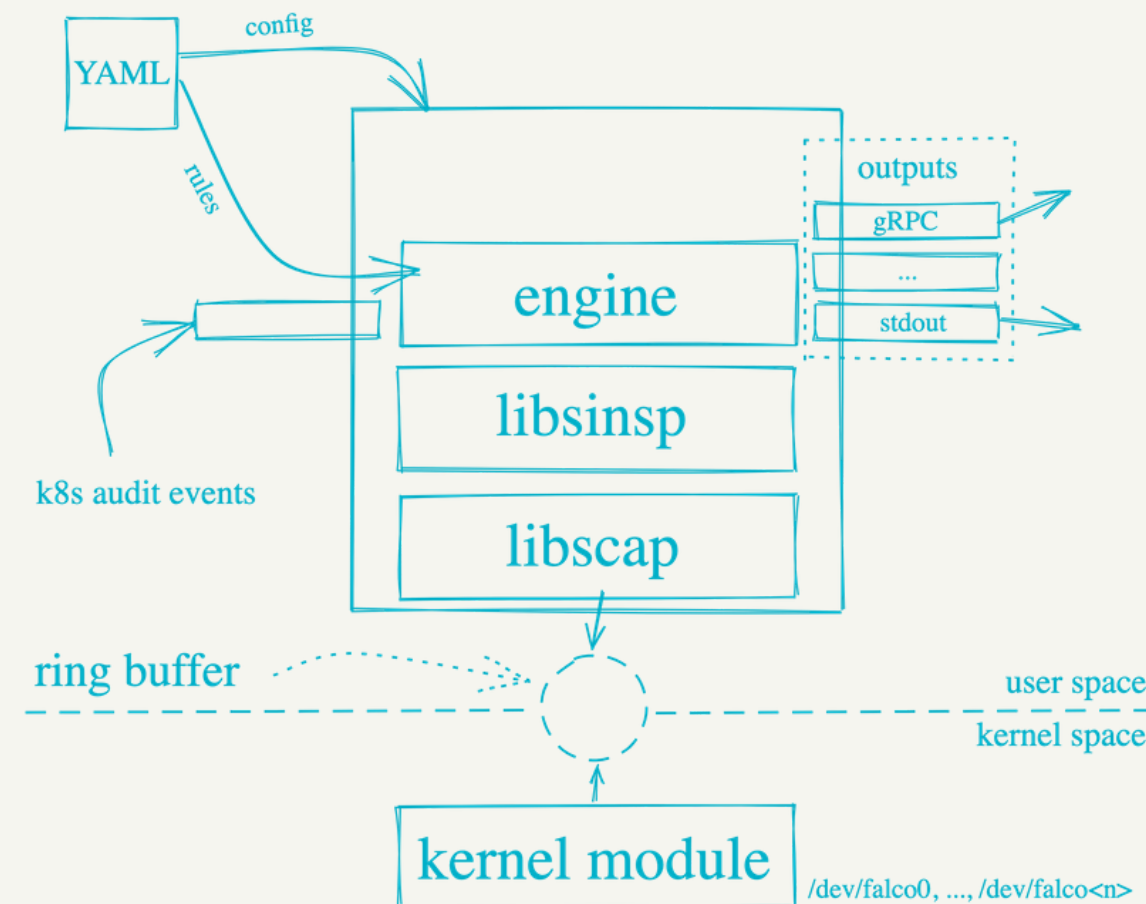 config
YAML
rules
outputs
gRPC
...
stdout
engine
libsinsp
k8s audit events
libscap
ring buffer
user space
kernel space
kernel module
/dev/falco0, ..., /dev/falco<n>